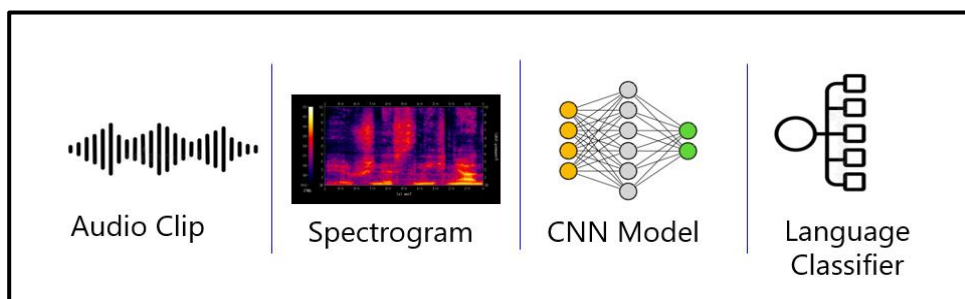 Audio Clip
Spectrogram
CNN Model
Language
Classifier